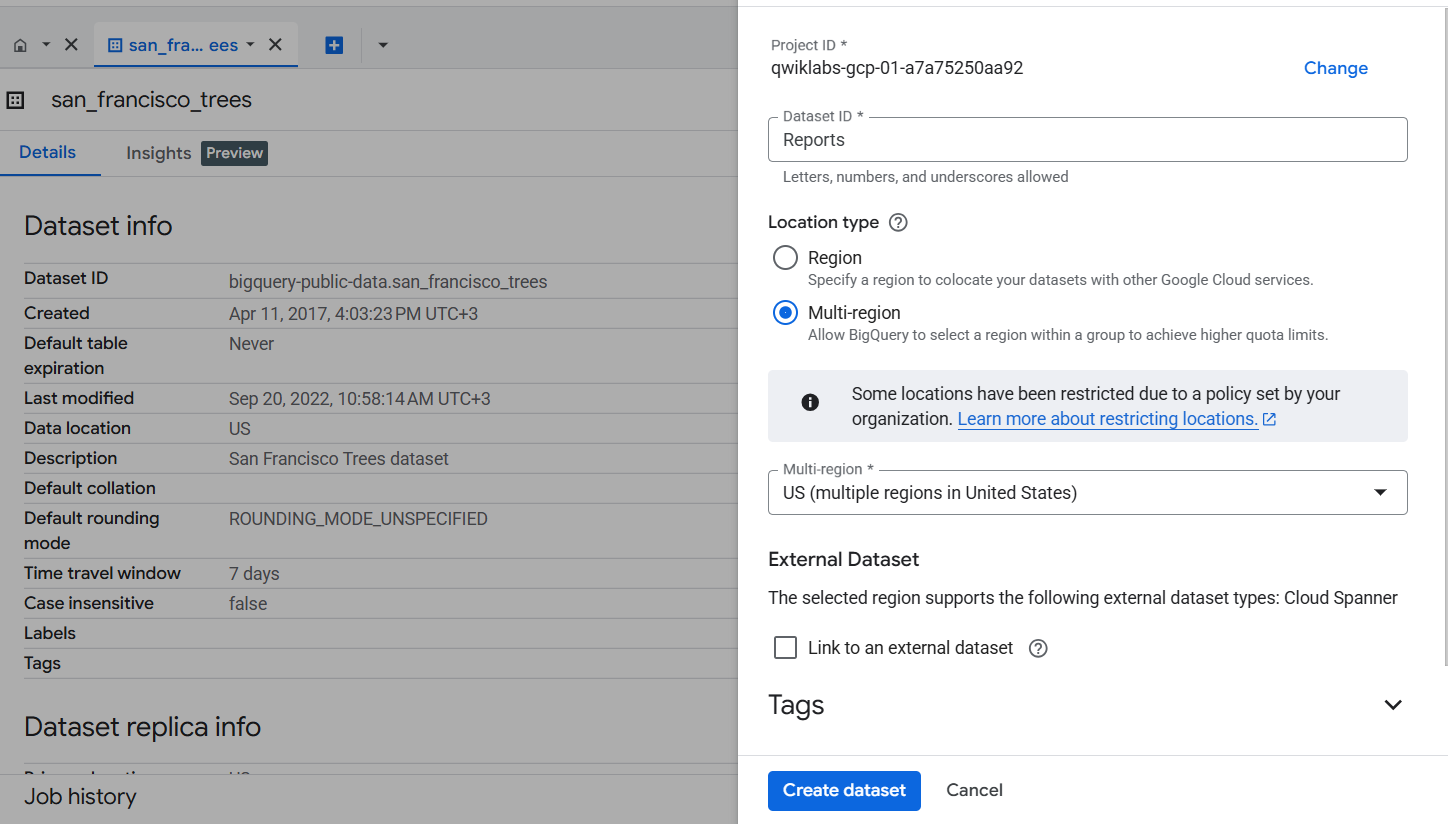 san_fra... ees
san_francisco_trees
Details
Insights
Preview
Dataset info
Dataset ID
bigquery-public-data.san_francisco_trees
Created
Apr 11, 2017, 4:03:23 PM UTC+3
Default table
expiration
Never
Last modified
Sep 20, 2022, 10:58:14 AM UTC+3
Data location
US
Description
San Francisco Trees dataset
Default collation
Default rounding
mode
ROUNDING_MODE_UNSPECIFIED
Time travel window
7 days
Case insensitive
false
Labels
Tags
Dataset replica info
Job history
Project ID *
qwiklabs-gcp-01-a7a75250aa92
Change
Dataset ID *
Reports
Letters, numbers, and underscores allowed
Location type
Region
Specify a region to colocate your datasets with other Google Cloud services.
Multi-region
Allow BigQuery to select a region within a group to achieve higher quota limits.
Some locations have been restricted due to a policy set by your
organization. Learn more about restricting locations.
Multi-region *
US (multiple regions in United States)
External Dataset
The selected region supports the following external dataset types: Cloud Spanner
Link to an external dataset
Tags
Create dataset
Cancel